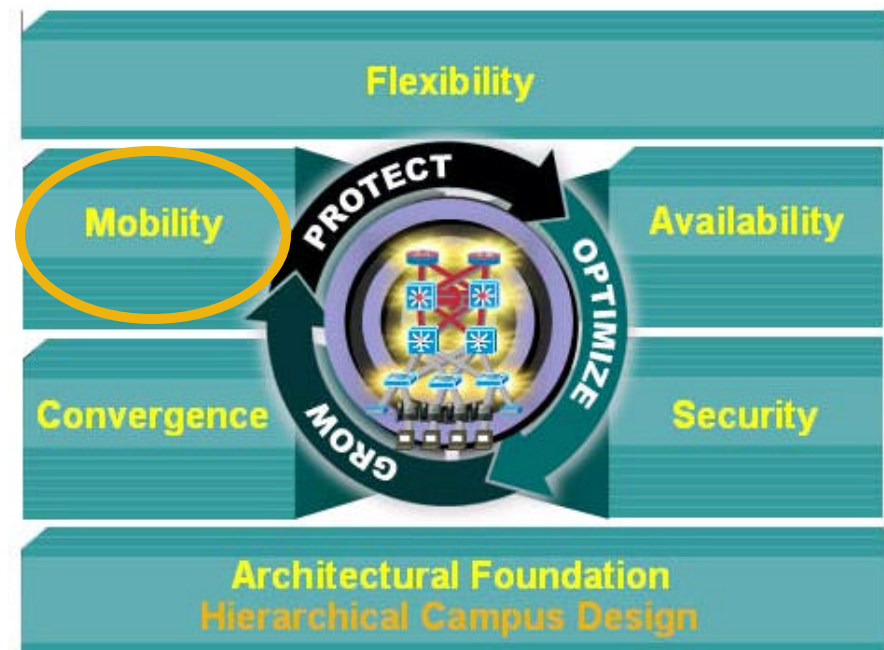 Flexibility
Mobility
PROTECT
Availability
OPTIMIZE
Convergence
GROW
Security
Architectural Foundation
Hierarchical Campus Design